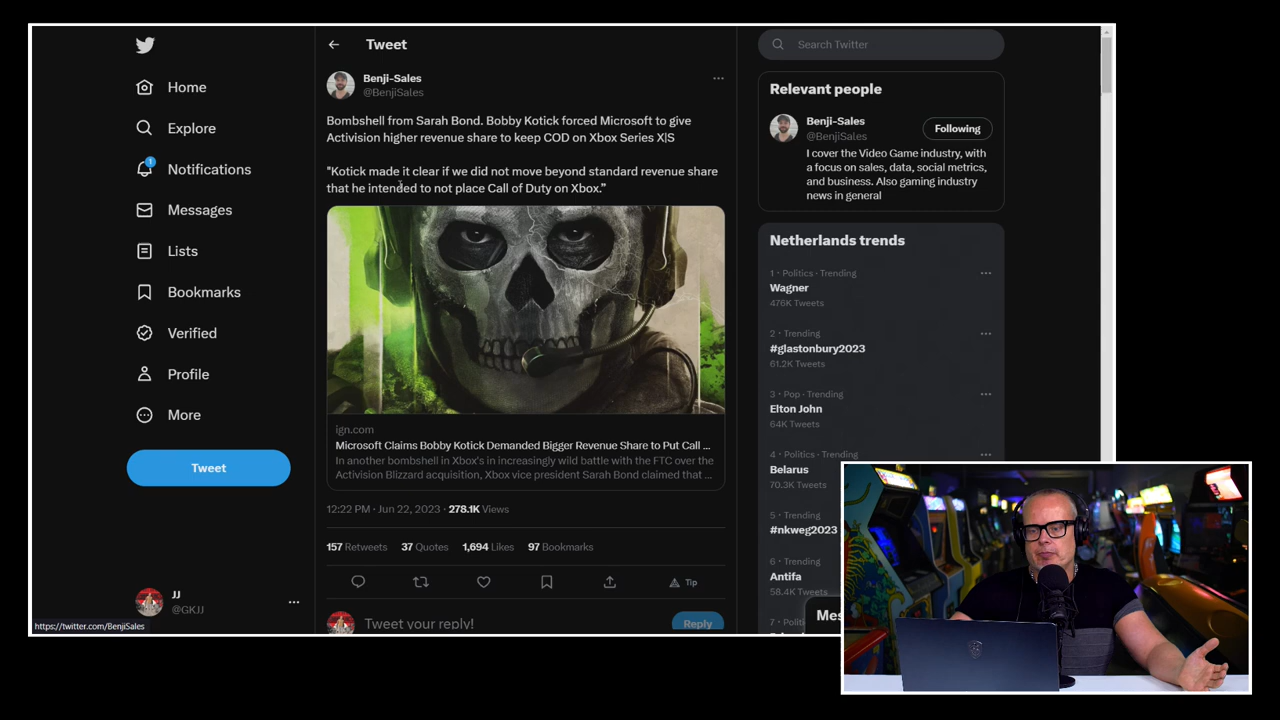 Home
Explore
1
Notifications
Messages
Lists
Bookmarks
Verified
Profile
More
Tweet
JJ
@GKJJ
https://twitter.com/BenjiSales
Tweet
Benji-Sales
@BenjiSales
Bombshell from Sarah Bond. Bobby Kotick forced Microsoft to give
Activision higher revenue share to keep COD on Xbox Series X|S
"Kotick made it clear if we did not move beyond standard revenue share
that he intended to not place Call of Duty on Xbox.”
ign.com
Microsoft Claims Bobby Kotick Demanded Bigger Revenue Share to Put Call ...
In another bombshell in Xbox's in increasingly wild battle with the FTC over the
Activision Blizzard acquisition, Xbox vice president Sarah Bond claimed that ...
12:22 PM · Jun 22, 2023 · 278.1K Views
157 Retweets 37 Quotes 1,694 Likes 97 Bookmarks
Tip
Tweet your reply!
Reply
Search Twitter
Relevant people
Benji-Sales
@BenjiSales
Following
I cover the Video Game industry, with
a focus on sales, data, social metrics,
and business. Also gaming industry
news in general
Netherlands trends
1 · Politics · Trending
Wagner
476K Tweets
2 · Trending
#glastonbury2023
61.2K Tweets
3 · Pop · Trending
Elton John
64K Tweets
4 · Politics · Trending
Belarus
70.3K Tweets
5 · Trending
#nkweg2023
6 · Trending
Antifa
58.4K Tweets
7 · Politi
Mes